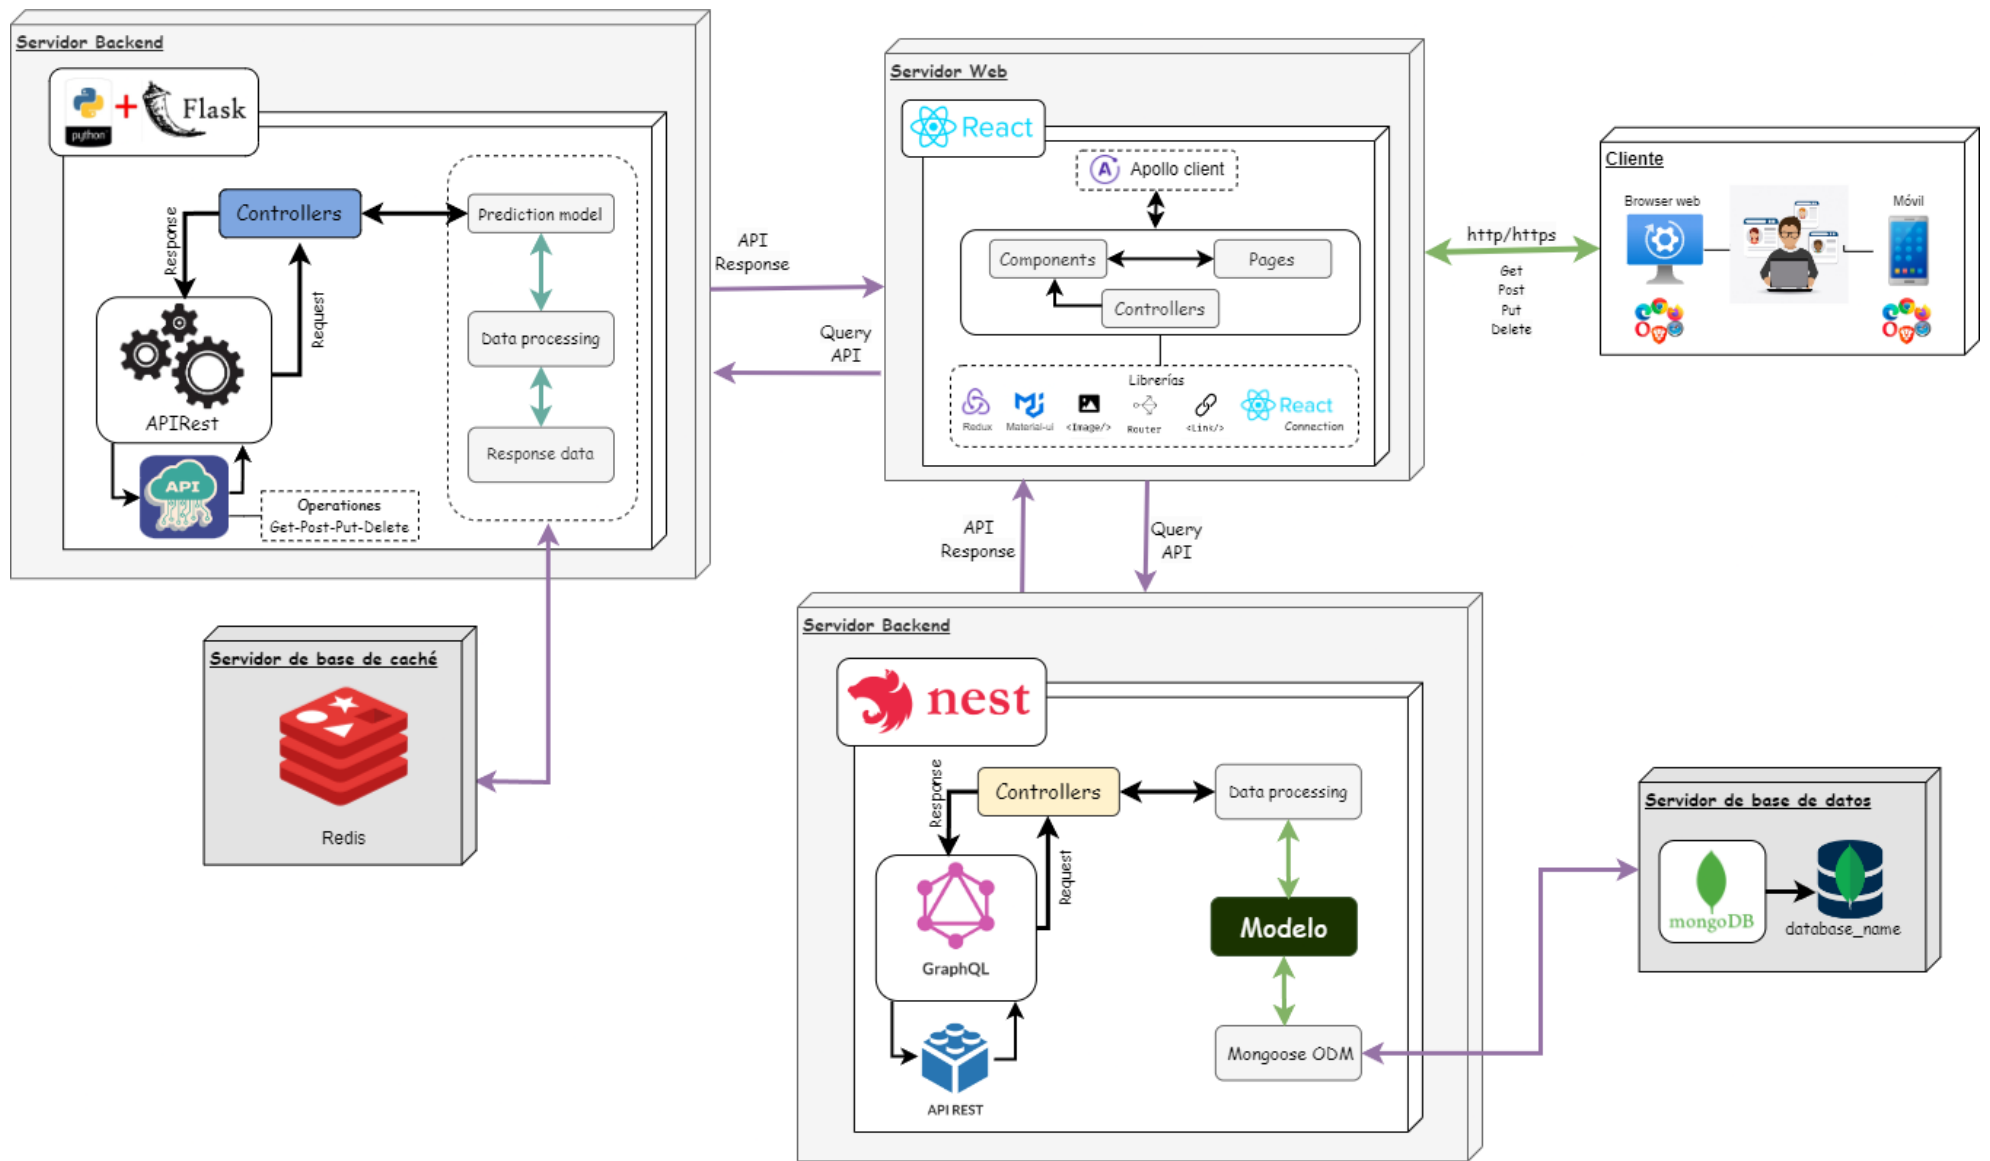 Servidor Backend
python
+
Flask
Controllers
Response
Request
APIRest
API
Operationes
Get-Post-Put-Delete
Prediction model
Data processing
Response data
API
Response
Query
API
Servidor Web
React
A
Apollo client
Components
Pages
Controllers
Librerías
Redux
Material-ui
<Image/>
Router
<Link/>
React
Connection
http/https
Get
Post
Put
Delete
Cliente
Browser web
Móvil
API
Response
Query
API
Servidor de base de caché
Redis
Servidor Backend
nest
Response
Controllers
Request
GraphQL
API REST
Data processing
Modelo
Mongoose ODM
Servidor de base de datos
mongoDB
database_name